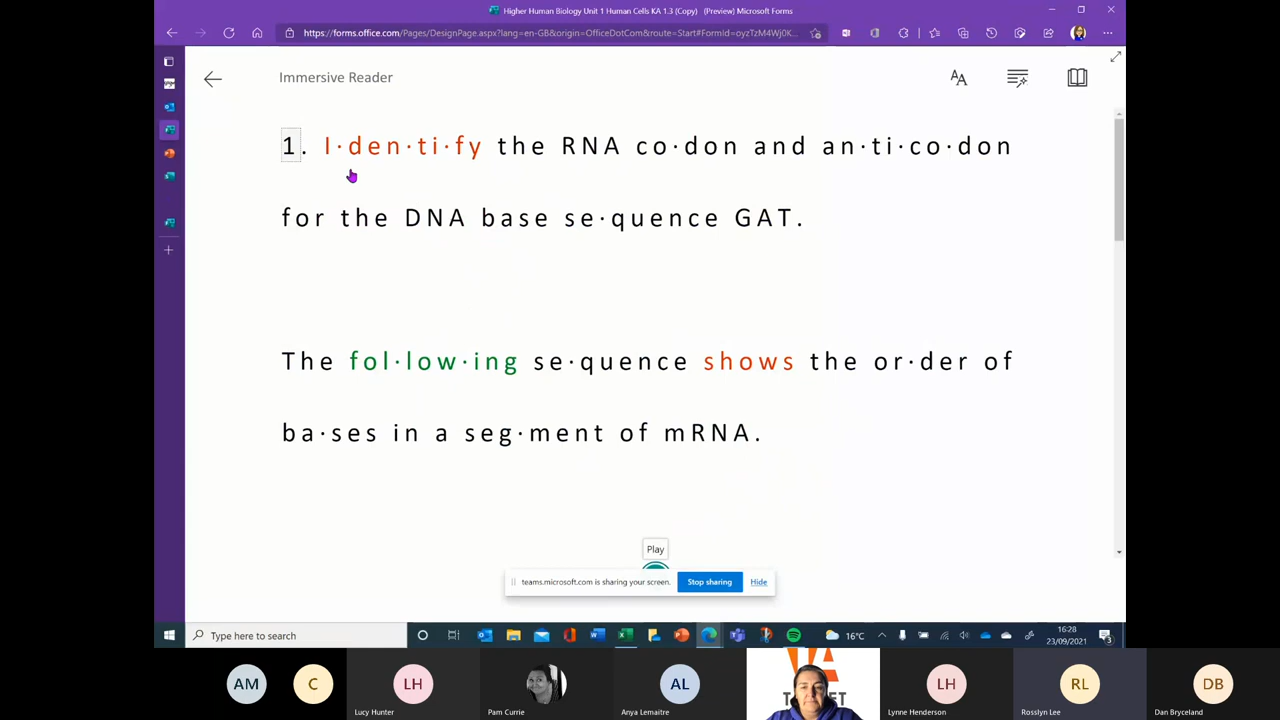 Higher Human Biology Unit 1 Human Cells KA 1.3 (Copy) (Preview) Microsoft Forms
https://forms.office.com/Pages/DesignPage.aspx?lang=en-GB&origin=OfficeDotCom&route=Start#FormId=oyzTzM4Wj0K...
Immersive Reader
1. I·den·ti·fy the RNA co·don and an·ti·co·don
for the DNA base se·quence GAT.
The fol·low·ing se·quence shows the or·der of
ba·ses in a seg·ment of mRNA.
Play
teams.microsoft.com is sharing your screen. Stop sharing Hide
Type here to search
16°C
16:28
23/09/2021
AM C LH AL LH RL DB
Lucy Hunter Pam Currie Anya Lemaitre Lynne Henderson Rosslyn Lee Dan Bryceland